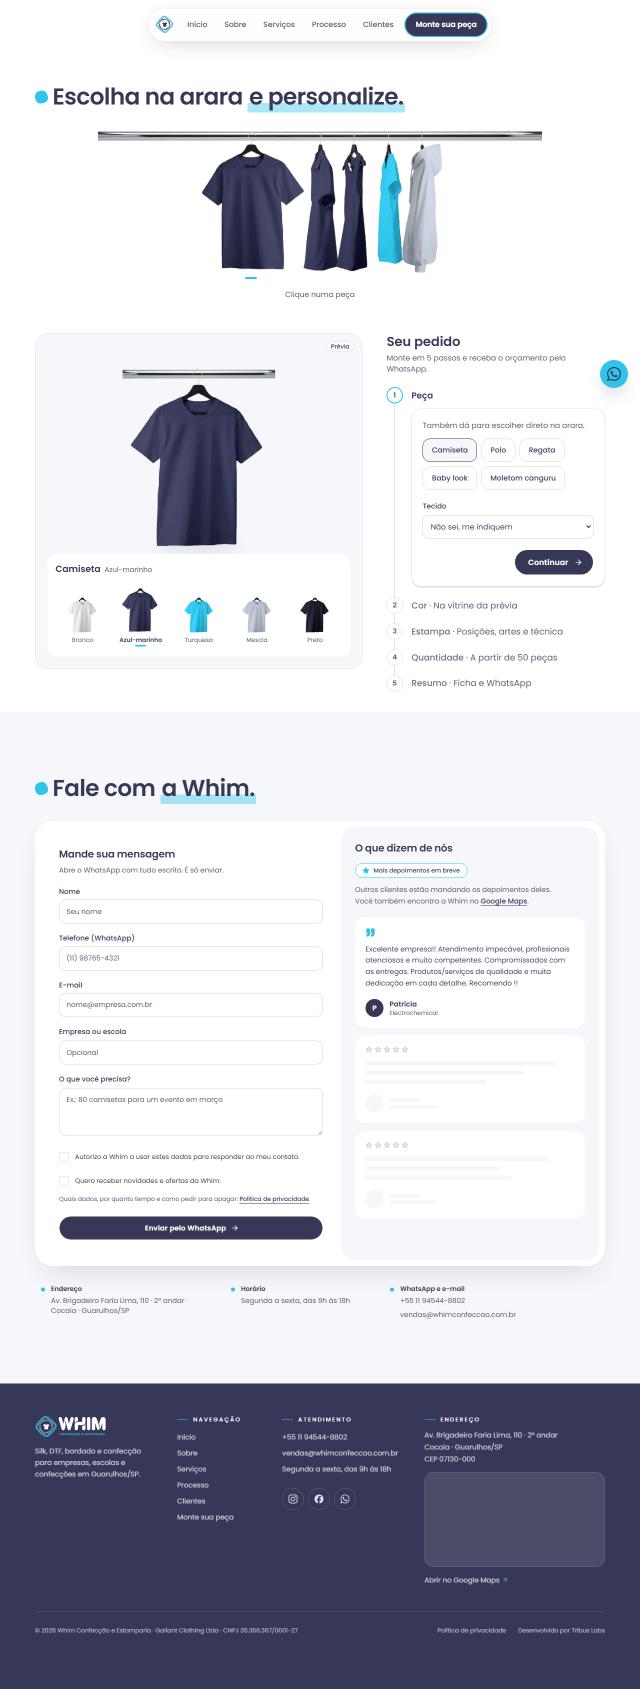 Início Sobre Serviços Processo Clientes Monte sua peça
Escolha na arara e personalize.
Clique numa peça
Prévia
Camiseta Azul-marinho
Branco Azul-marinho Turquesa Mescla Preto
Seu pedido
Monte em 5 passos e receba o orçamento pelo
WhatsApp.
1 Peça
Também dá para escolher direto na arara.
Camiseta Polo Regata
Baby look Moletom canguru
Tecido
Não sei, me indiquem
Continuar →
2 Cor · Na vitrine da prévia
3 Estampa · Posições, artes e técnica
4 Quantidade · A partir de 50 peças
5 Resumo · Ficha e WhatsApp
Fale com a Whim.
Mande sua mensagem
Abre o WhatsApp com tudo escrito. É só enviar.
Nome
Seu nome
Telefone (WhatsApp)
(11) 98765-4321
E-mail
nome@empresa.com.br
Empresa ou escola
Opcional
O que você precisa?
Ex.: 80 camisetas para um evento em março
Autorizo a Whim a usar estes dados para responder ao meu contato.
Quero receber novidades e ofertas da Whim.
Quais dados, por quanto tempo e como pedir para apagar: Política de privacidade.
Enviar pelo WhatsApp →
O que dizem de nós
Mais depoimentos em breve
Outros clientes estão mandando os depoimentos deles.
Você também encontra a Whim no Google Maps.
Excelente empresa!! Atendimento impecável, profissionais
atenciosos e muito competentes. Compromissados com
as entregas. Produtos/serviços de qualidade e muita
dedicação em cada detalhe. Recomendo !!
P Patrícia
Electrochemical
Endereço
Av. Brigadeiro Faria Lima, 110 · 2º andar ·
Cocaia · Guarulhos/SP
Horário
Segunda a sexta, das 9h às 18h
WhatsApp e e-mail
+55 11 94544-8802
vendas@whimconfeccao.com.br
WHIM
Silk, DTF, bordado e confecção
para empresas, escolas e
confecções em Guarulhos/SP.
NAVEGAÇÃO
Início
Sobre
Serviços
Processo
Clientes
Monte sua peça
ATENDIMENTO
+55 11 94544-8802
vendas@whimconfeccao.com.br
Segunda a sexta, das 9h às 18h
ENDEREÇO
Av. Brigadeiro Faria Lima, 110 · 2º andar
Cocaia · Guarulhos/SP
CEP 07130-000
Abrir no Google Maps
© 2026 Whim Confecção e Estamparia · Gallant Clothing Ltda · CNPJ 35.356.367/0001-27
Política de privacidade Desenvolvido por Tribus Labs